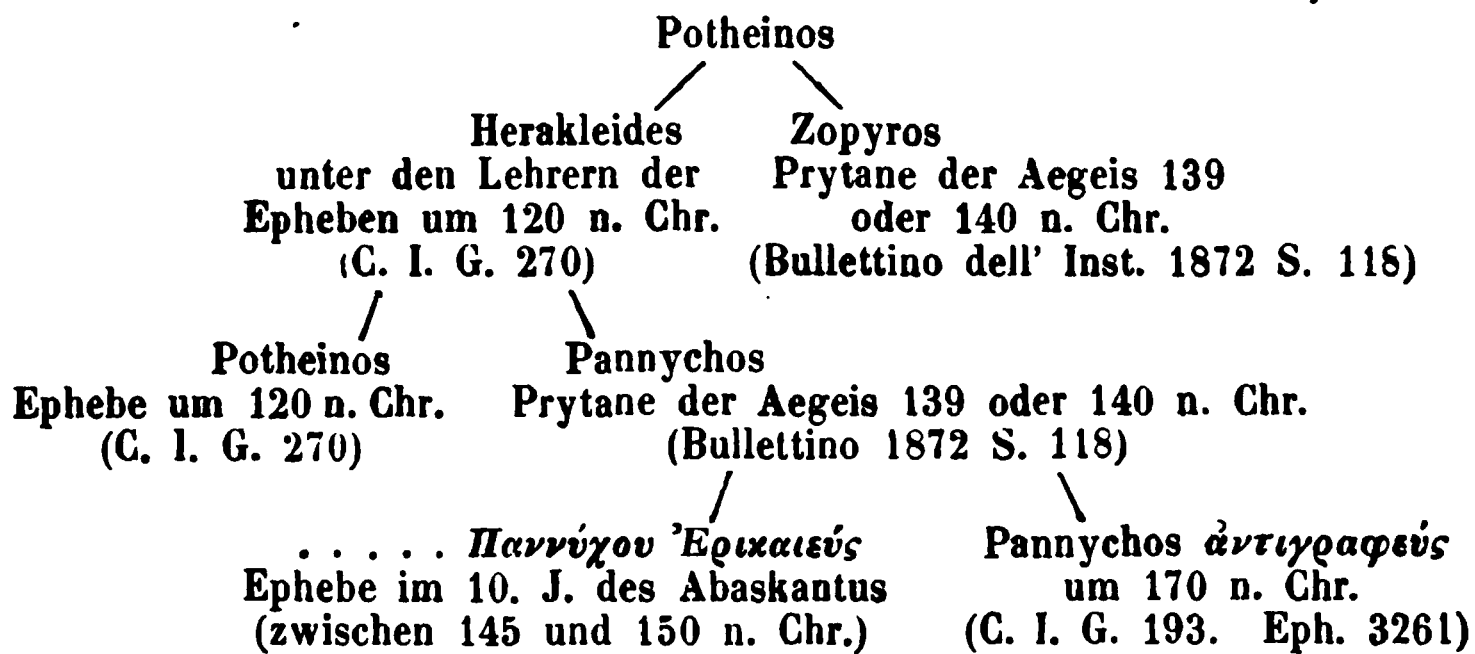 Potheinos
Herakleides Zopyros
unter den Lehrern der Prytane der Aegeis 139
Epheben um 120 n. Chr. oder 140 n. Chr.
(C. I. G. 270) (Bullettino dell' Inst. 1872 S. 118)
Potheinos Pannychos
Ephebe um 120 n. Chr. Prytane der Aegeis 139 oder 140 n. Chr.
(C. I. G. 270) (Bullettino 1872 S. 118)
. . . . . Παννύχου Ἐρικαιεύς Pannychos ἀντιγραφεύς
Ephebe im 10. J. des Abaskantus um 170 n. Chr.
(zwischen 145 und 150 n. Chr.) (C. I. G. 193. Eph. 3261)